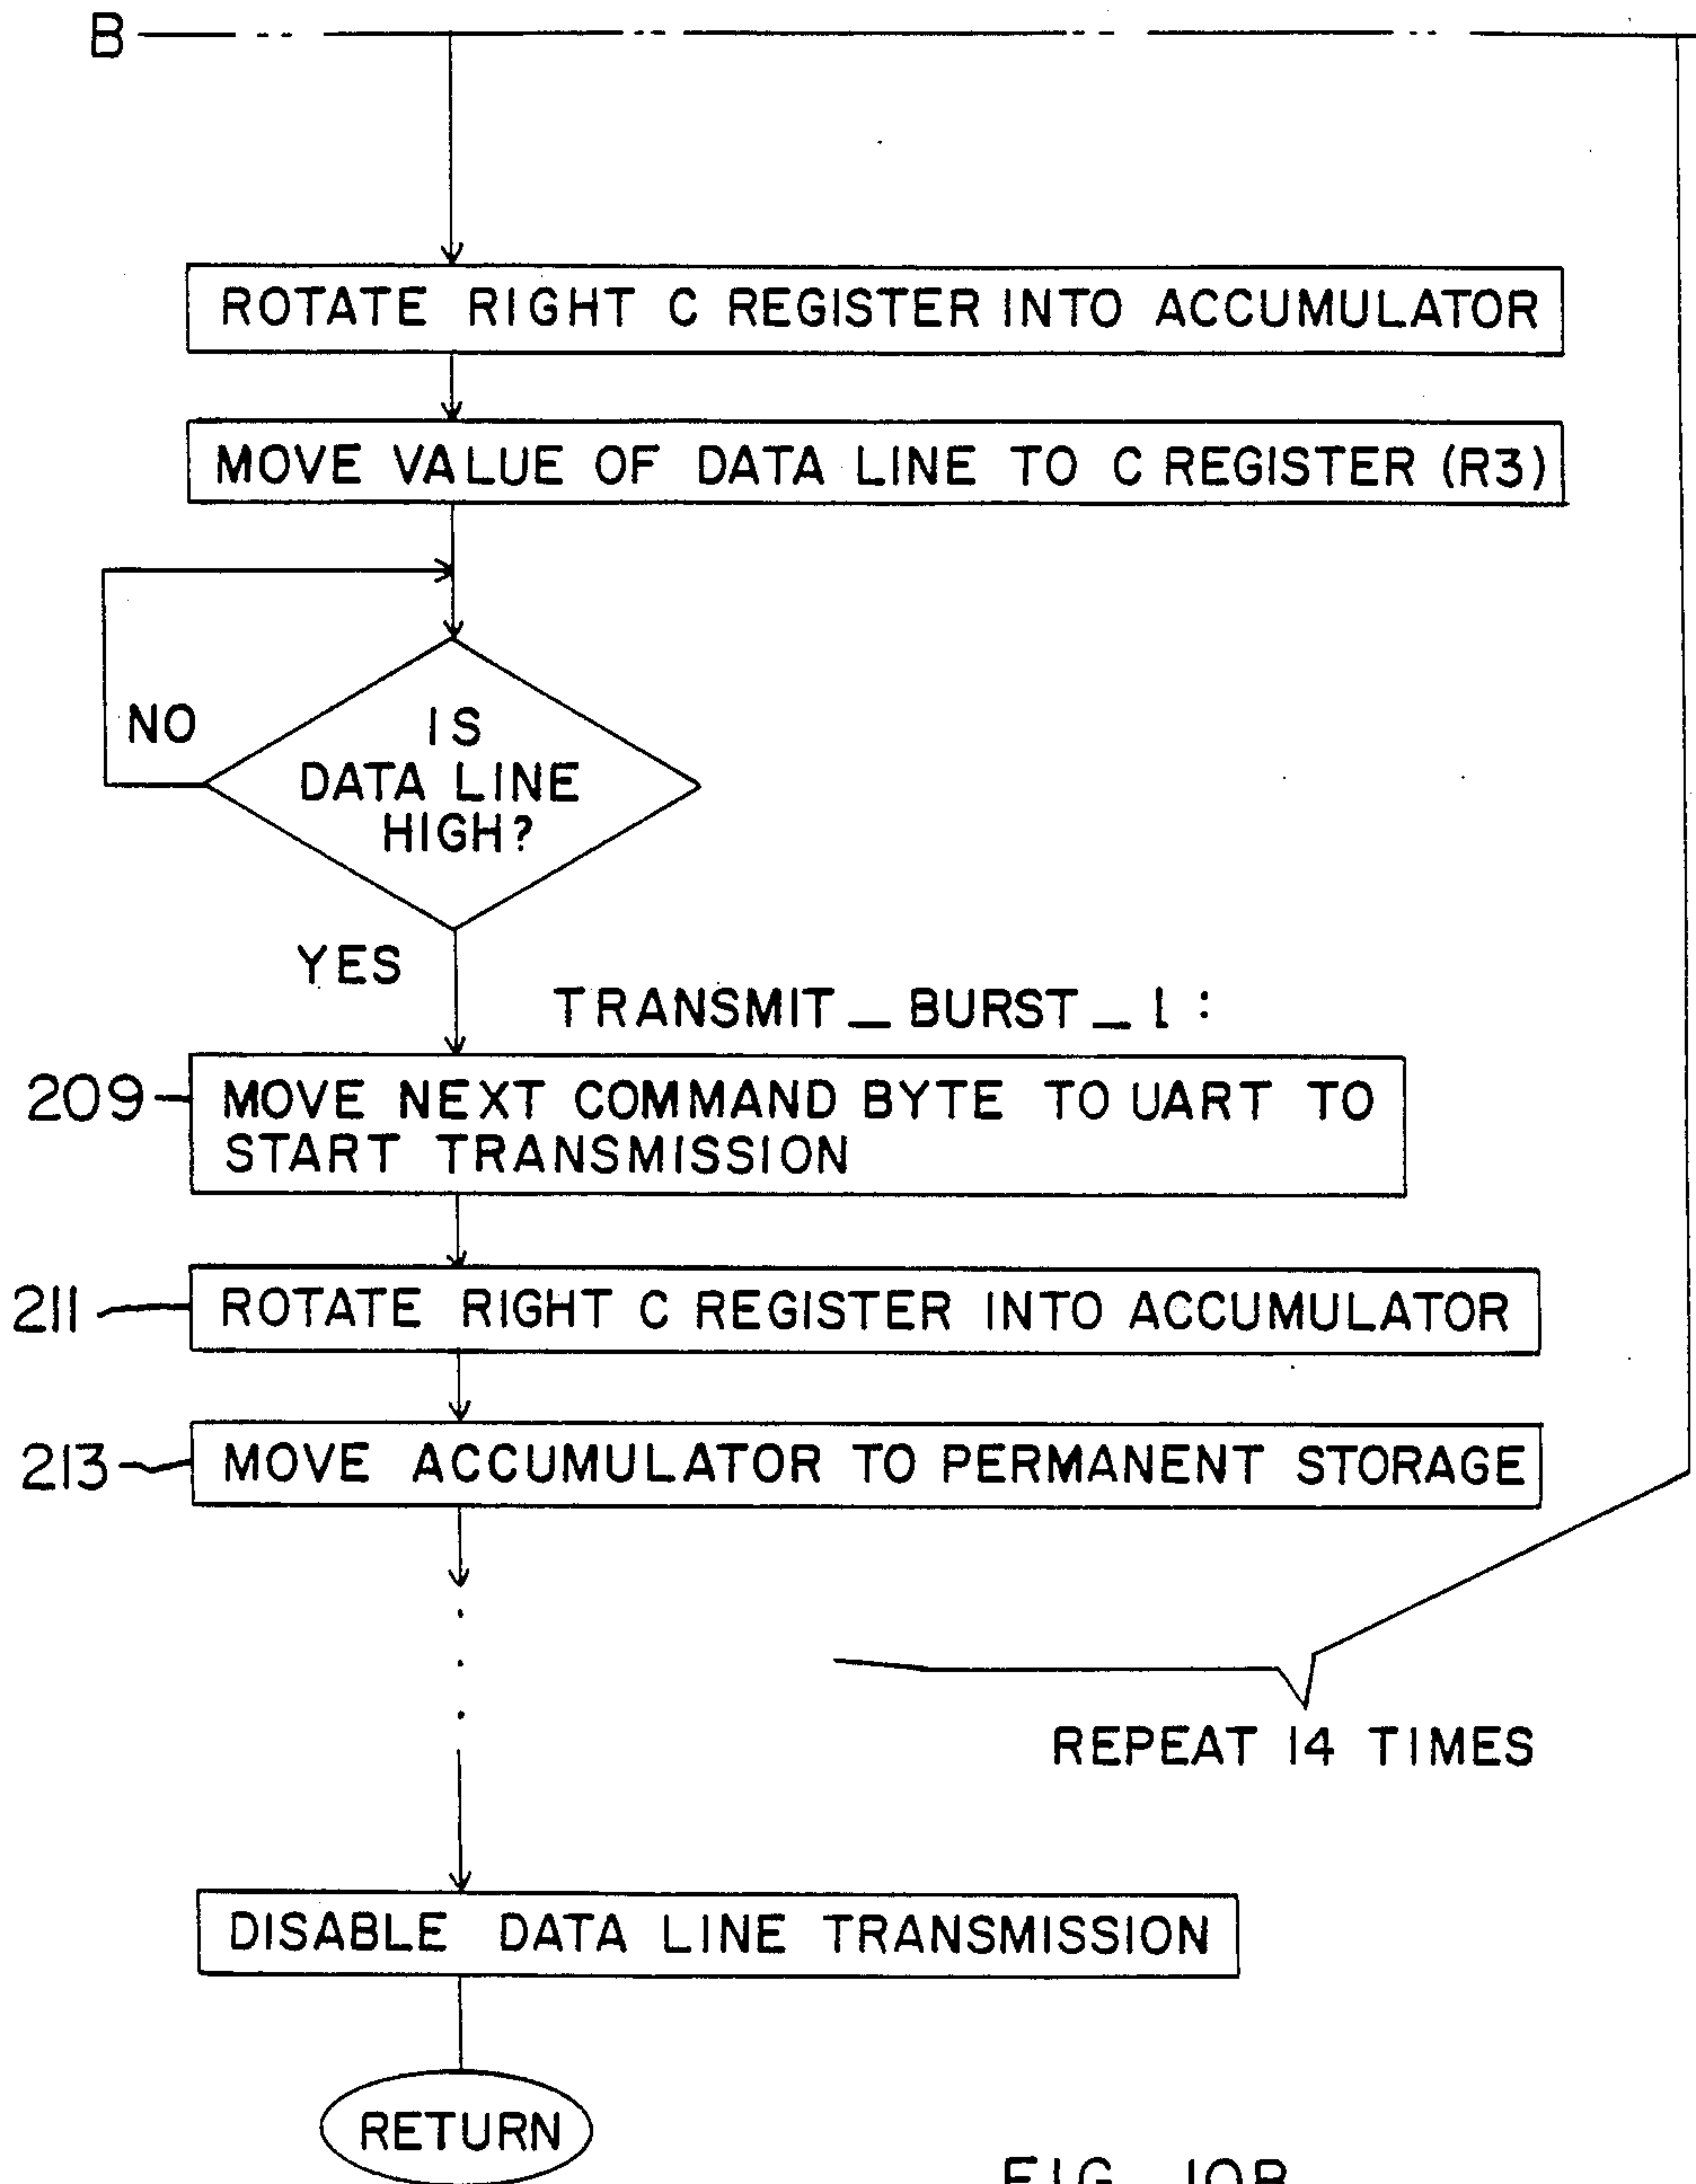 B
ROTATE RIGHT C REGISTER INTO ACCUMULATOR
MOVE VALUE OF DATA LINE TO C REGISTER (R3)
NO
IS
DATA LINE
HIGH?
YES
TRANSMIT_BURST_1:
209
MOVE NEXT COMMAND BYTE TO UART TO
START TRANSMISSION
211
ROTATE RIGHT C REGISTER INTO ACCUMULATOR
213
MOVE ACCUMULATOR TO PERMANENT STORAGE
REPEAT 14 TIMES
DISABLE DATA LINE TRANSMISSION
RETURN
FIG. 10B